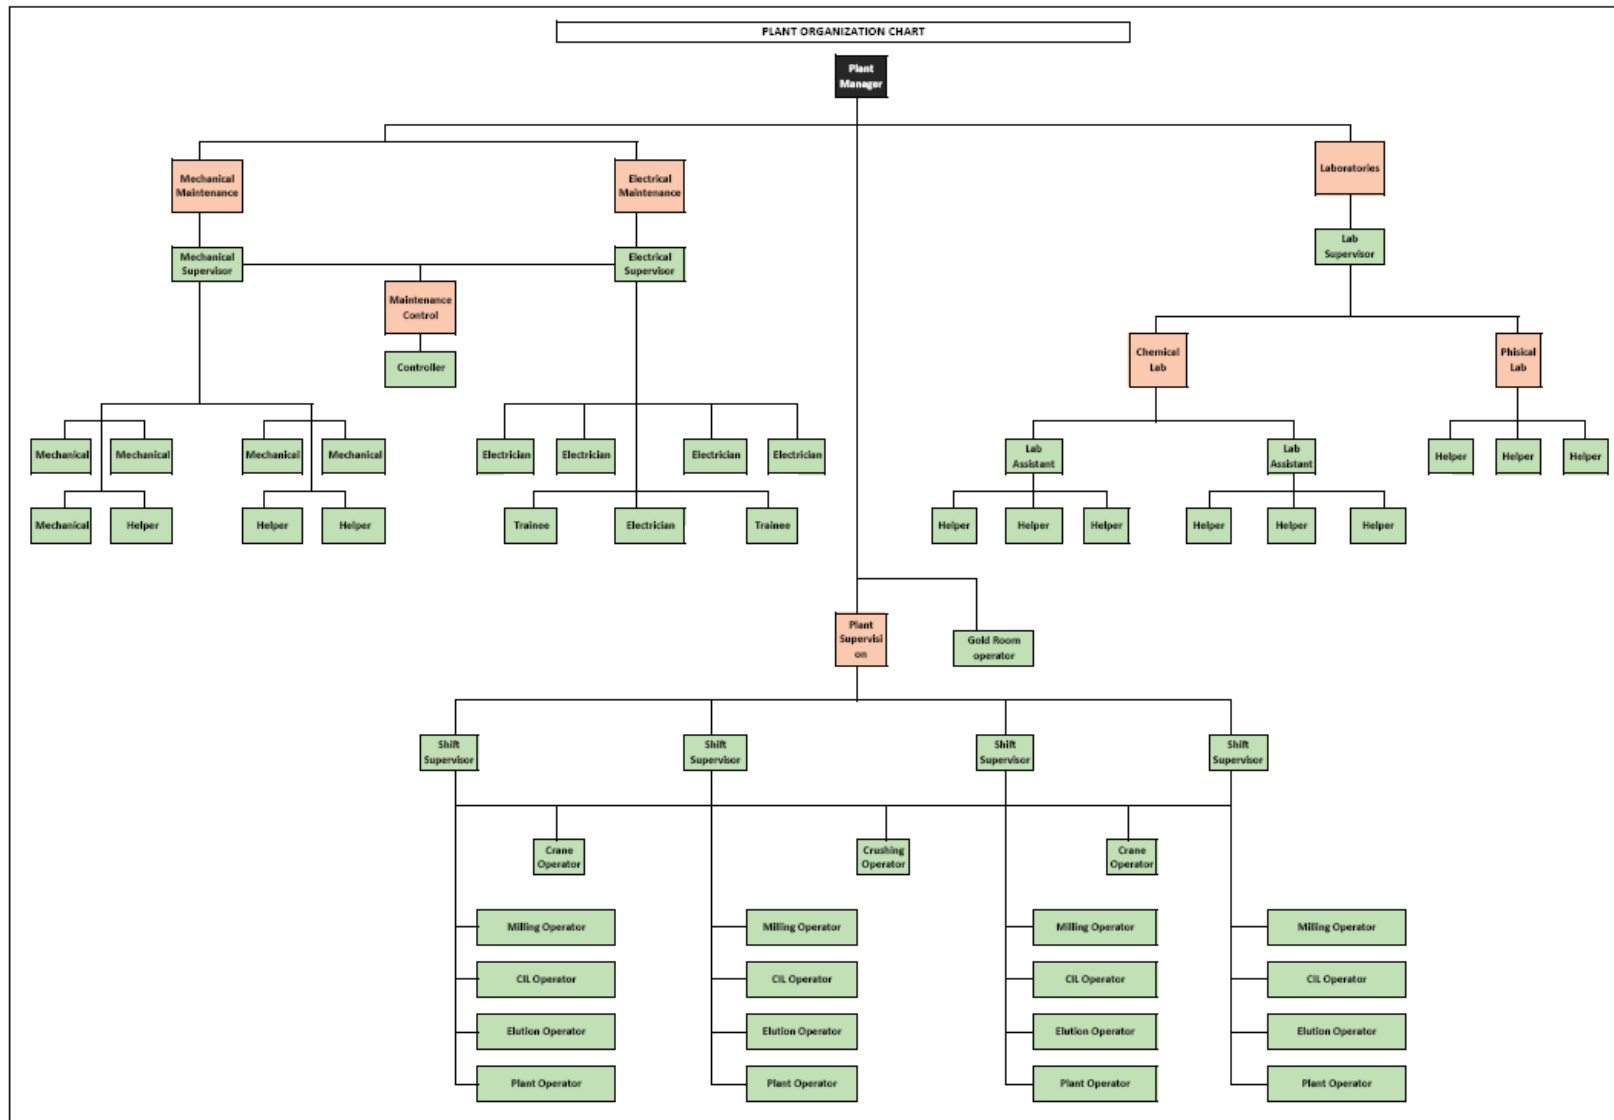 PLANT ORGANIZATION CHART
Plant
Manager
Mechanical
Maintenance
Electrical
Maintenance
Laboratories
Mechanical
Supervisor
Electrical
Supervisor
Lab
Supervisor
Maintenance
Control
Controller
Chemical
Lab
Phisical
Lab
Mechanical
Mechanical
Mechanical
Mechanical
Electrician
Electrician
Electrician
Electrician
Lab
Assistant
Lab
Assistant
Helper
Helper
Helper
Mechanical
Helper
Helper
Helper
Trainee
Electrician
Trainee
Helper
Helper
Helper
Helper
Helper
Helper
Plant
Supervisi
on
Gold Room
operator
Shift
Supervisor
Shift
Supervisor
Shift
Supervisor
Shift
Supervisor
Crane
Operator
Crushing
Operator
Crane
Operator
Milling Operator
Milling Operator
Milling Operator
Milling Operator
CIL Operator
CIL Operator
CIL Operator
CIL Operator
Elution Operator
Elution Operator
Elution Operator
Elution Operator
Plant Operator
Plant Operator
Plant Operator
Plant Operator